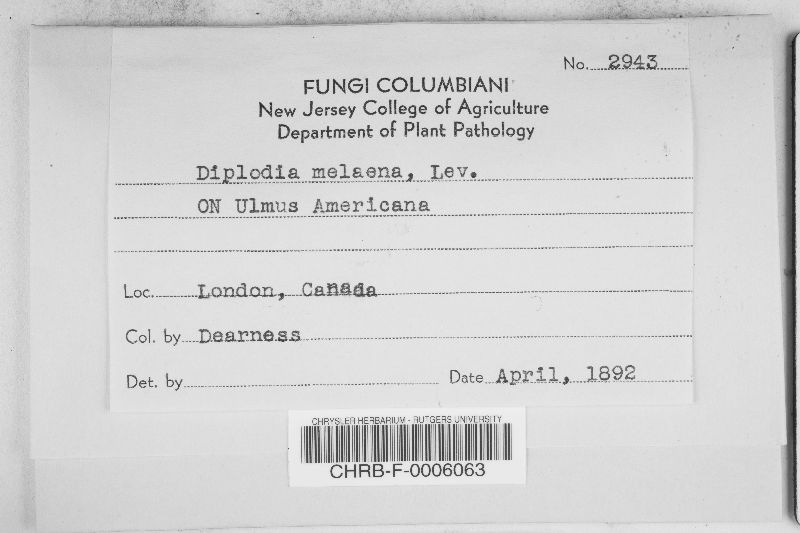 No. 2943
FUNGI COLUMBIANI
New Jersey College of Agriculture
Department of Plant Pathology
Diplodia melaena, Lev.
ON Ulmus Americana
Loc. London, Canada
Col. by Dearness
Det. by
Date April, 1892
CHRYSLER HERBARIUM - RUTGERS UNIVERSITY
CHRB-F-0006063